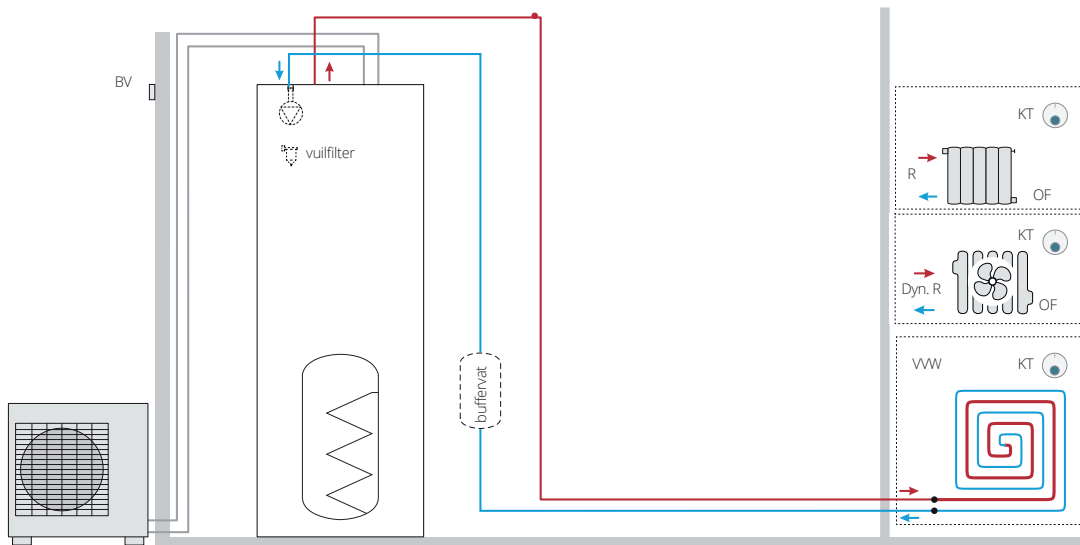 BV
vuilfilter
buffervat
KT
R
OF
KT
Dyn. R
OF
VVW
KT